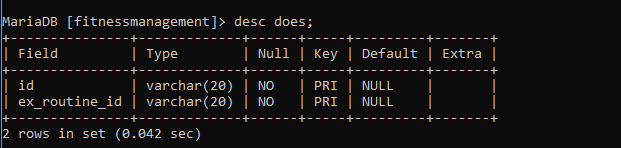 MariaDB [fitnessmanagement]> desc does;
+---------------+-------------+------+-----+---------+-------+
| Field         | Type        | Null | Key | Default | Extra |
+---------------+-------------+------+-----+---------+-------+
| id            | varchar(20) | NO   | PRI | NULL    |       |
| ex_routine_id | varchar(20) | NO   | PRI | NULL    |       |
+---------------+-------------+------+-----+---------+-------+
2 rows in set (0.042 sec)